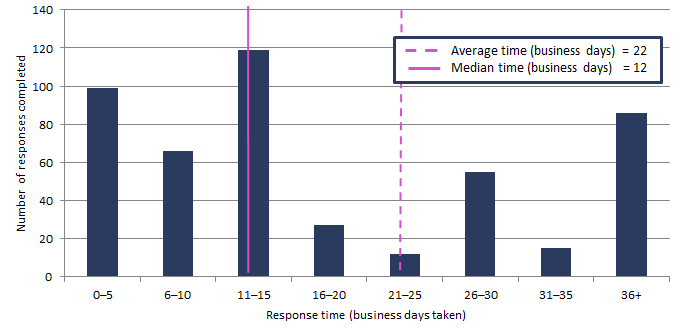 140
120
100
80
60
40
20
0
Number of responses completed
Average time (business days) = 22
Median time (business days) = 12
0–5 6–10 11–15 16–20 21–25 26–30 31–35 36+
Response time (business days taken)